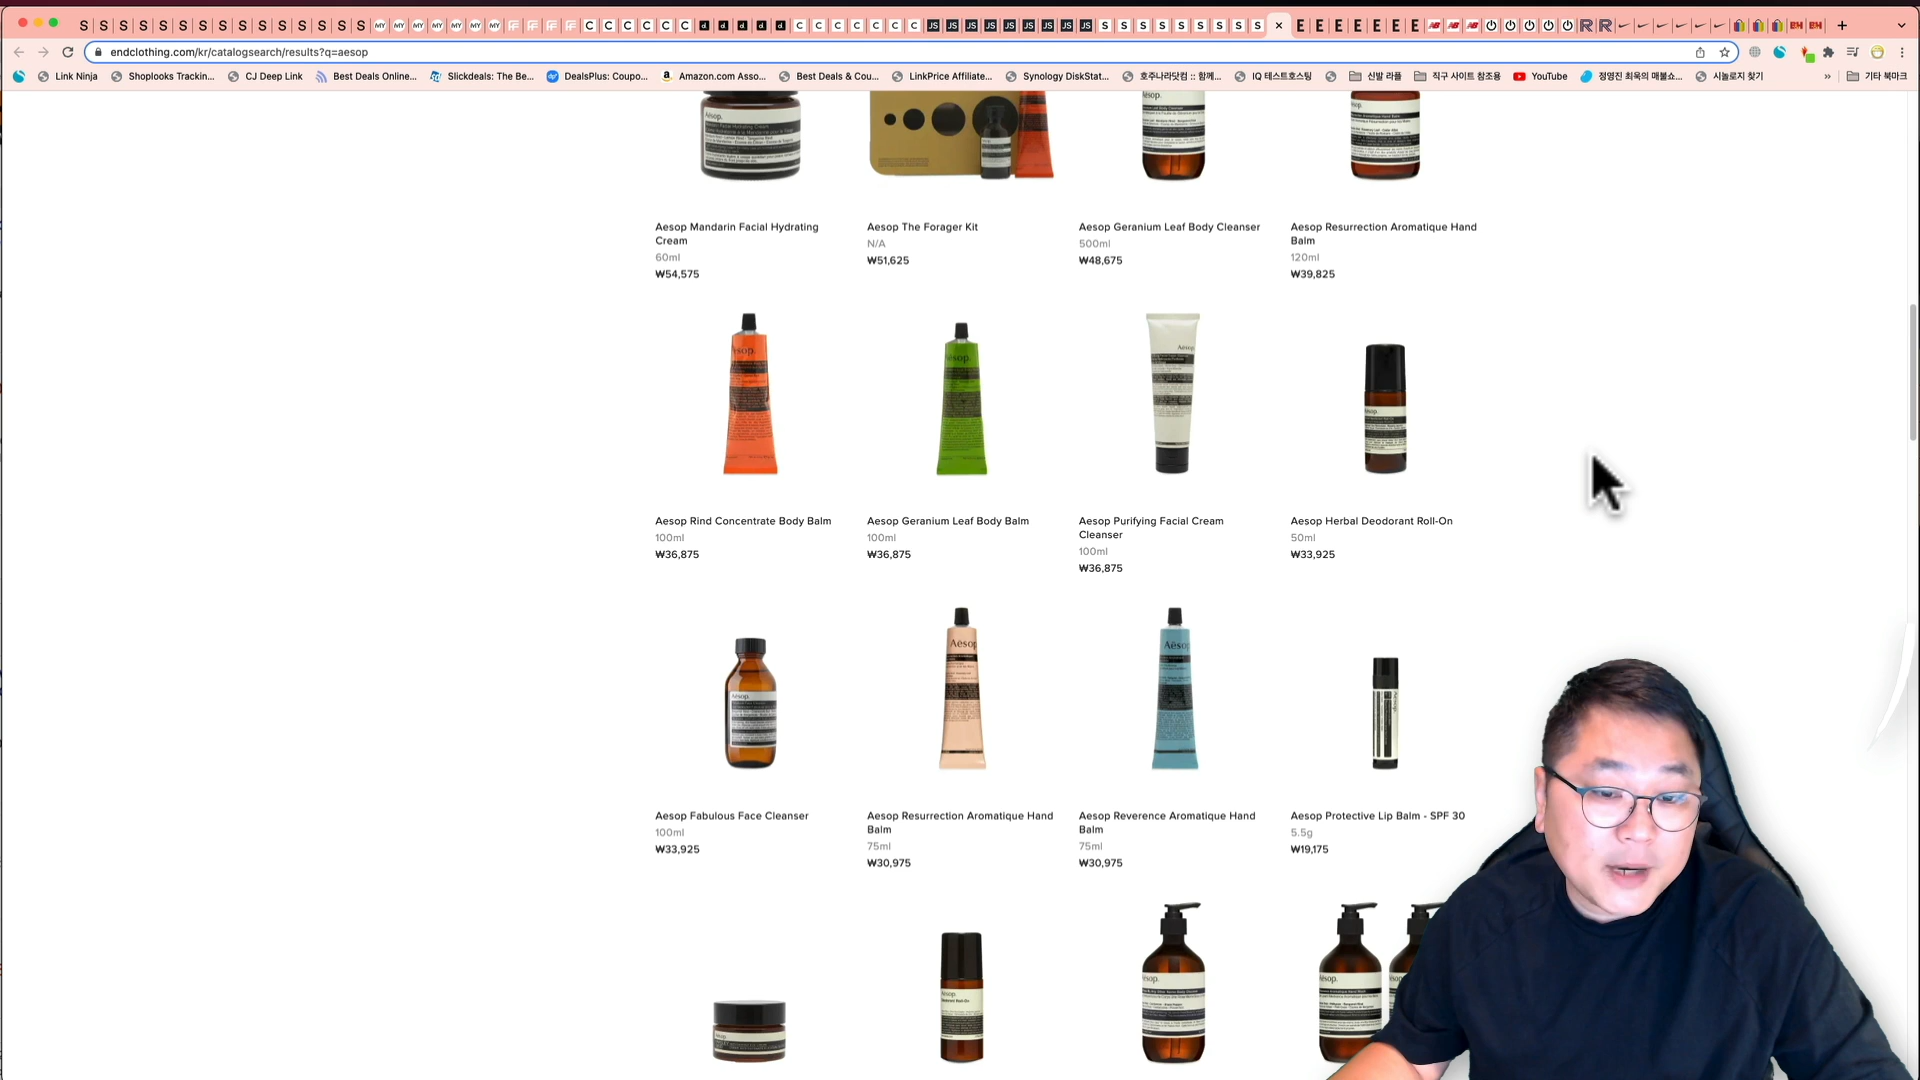 endclothing.com/kr/catalogsearch/results?q=aesop
Link Ninja
Shoplooks Trackin...
CJ Deep Link
Best Deals Online...
Slickdeals: The Be...
DealsPlus: Coupo...
Amazon.com Asso...
Best Deals & Cou...
LinkPrice Affiliate...
Synology DiskStat...
호주나라닷컴 :: 함께...
IQ 테스트호스팅
신발 라플
직구 사이트 참조용
YouTube
정영진 최욱의 매불쇼...
시놀로지 찾기
»
기타 북마크
Aesop Mandarin Facial Hydrating
Cream
60ml
₩54,575
Aesop The Forager Kit
N/A
₩51,625
Aesop Geranium Leaf Body Cleanser
500ml
₩48,675
Aesop Resurrection Aromatique Hand
Balm
120ml
₩39,825
Aesop Rind Concentrate Body Balm
100ml
₩36,875
Aesop Geranium Leaf Body Balm
100ml
₩36,875
Aesop Purifying Facial Cream
Cleanser
100ml
₩36,875
Aesop Herbal Deodorant Roll-On
50ml
₩33,925
Aesop Fabulous Face Cleanser
100ml
₩33,925
Aesop Resurrection Aromatique Hand
Balm
75ml
₩30,975
Aesop Reverence Aromatique Hand
Balm
75ml
₩30,975
Aesop Protective Lip Balm - SPF 30
5.5g
₩19,175